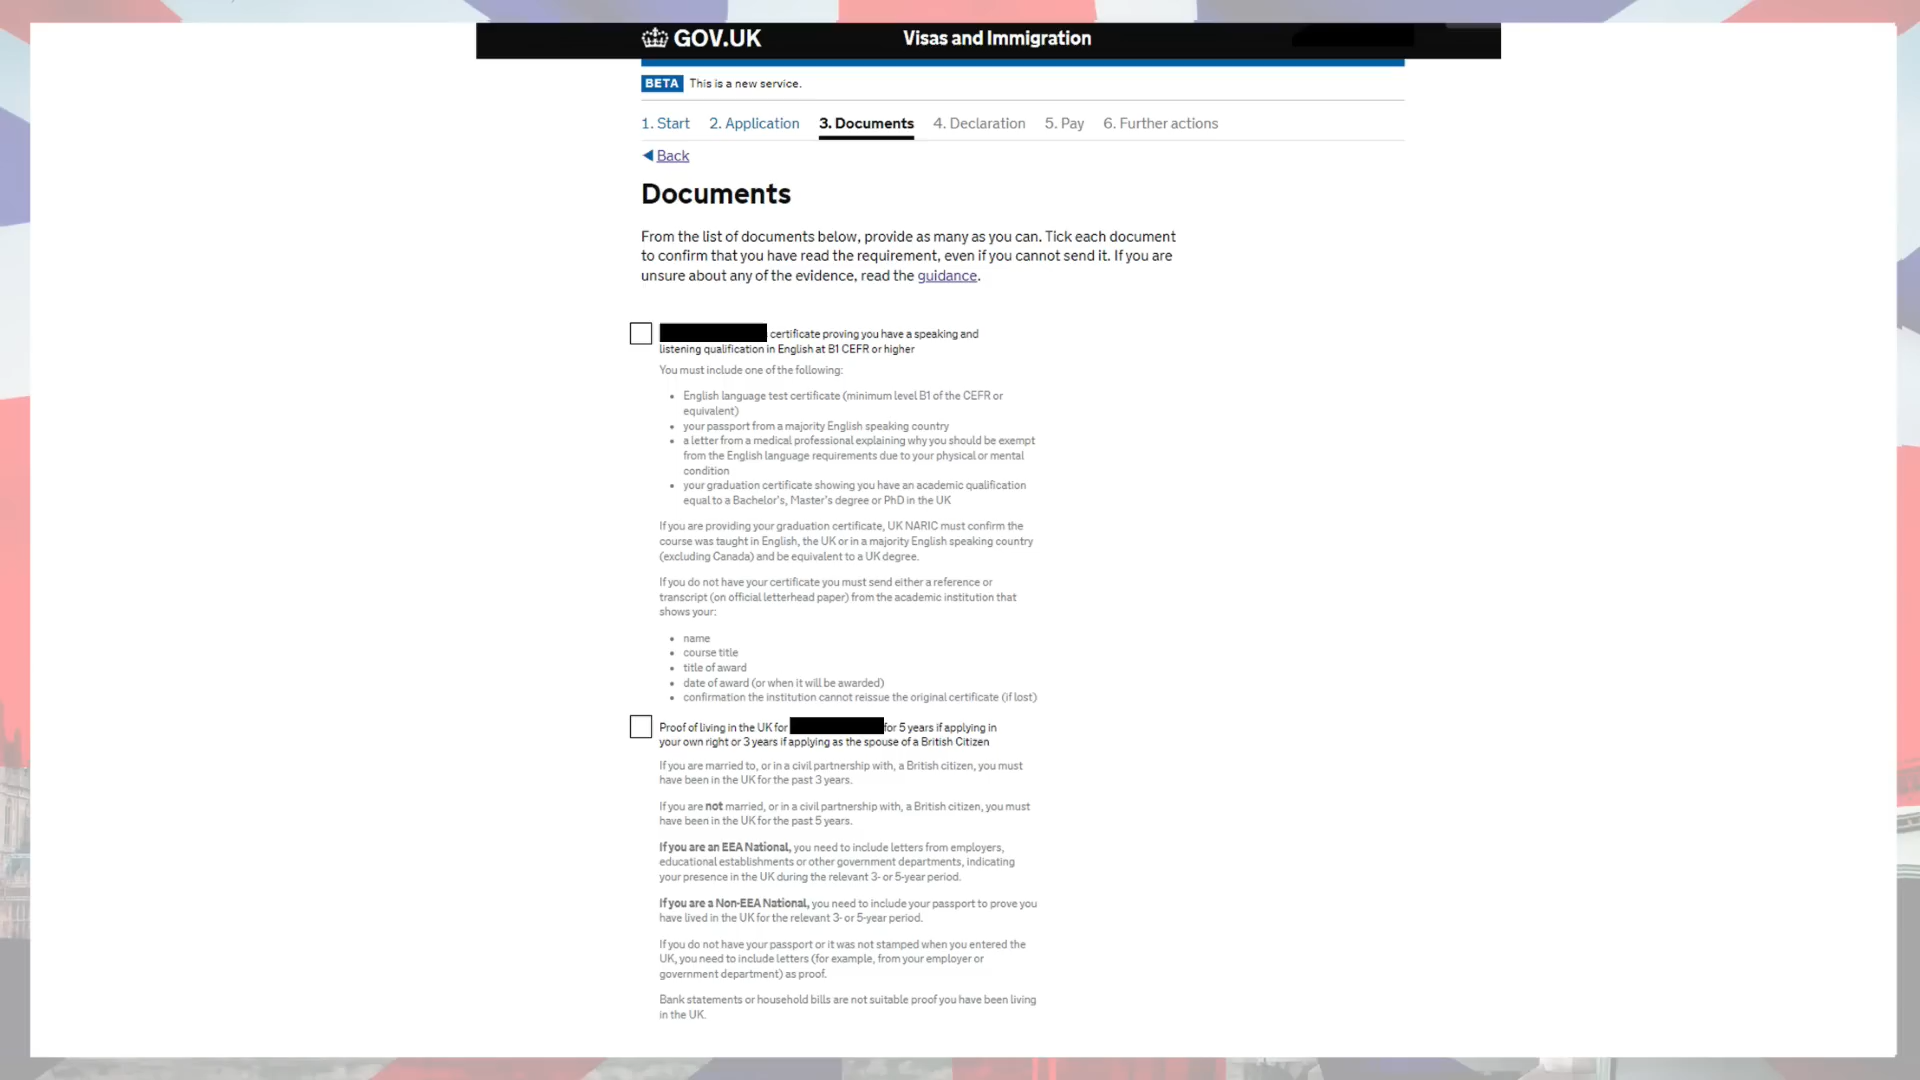 GOV.UK
Visas and Immigration
BETA This is a new service.
1. Start 2. Application 3. Documents 4. Declaration 5. Pay 6. Further actions
Back
Documents
From the list of documents below, provide as many as you can. Tick each document
to confirm that you have read the requirement, even if you cannot send it. If you are
unsure about any of the evidence, read the guidance.
certificate proving you have a speaking and
listening qualification in English at B1 CEFR or higher
You must include one of the following:
• English language test certificate (minimum level B1 of the CEFR or
equivalent)
• your passport from a majority English speaking country
• a letter from a medical professional explaining why you should be exempt
from the English language requirements due to your physical or mental
condition
• your graduation certificate showing you have an academic qualification
equal to a Bachelor's, Master's degree or PhD in the UK
If you are providing your graduation certificate, UK NARIC must confirm the
course was taught in English, the UK or in a majority English speaking country
(excluding Canada) and be equivalent to a UK degree.
If you do not have your certificate you must send either a reference or
transcript (on official letterhead paper) from the academic institution that
shows your:
• name
• course title
• title of award
• date of award (or when it will be awarded)
• confirmation the institution cannot reissue the original certificate (if lost)
Proof of living in the UK for for 5 years if applying in
your own right or 3 years if applying as the spouse of a British Citizen
If you are married to, or in a civil partnership with, a British citizen, you must
have been in the UK for the past 3 years.
If you are not married, or in a civil partnership with, a British citizen, you must
have been in the UK for the past 5 years.
If you are an EEA National, you need to include letters from employers,
educational establishments or other government departments, indicating
your presence in the UK during the relevant 3- or 5-year period.
If you are a Non-EEA National, you need to include your passport to prove you
have lived in the UK for the relevant 3- or 5-year period.
If you do not have your passport or it was not stamped when you entered the
UK, you need to include letters (for example, from your employer or
government department) as proof.
Bank statements or household bills are not suitable proof you have been living
in the UK.